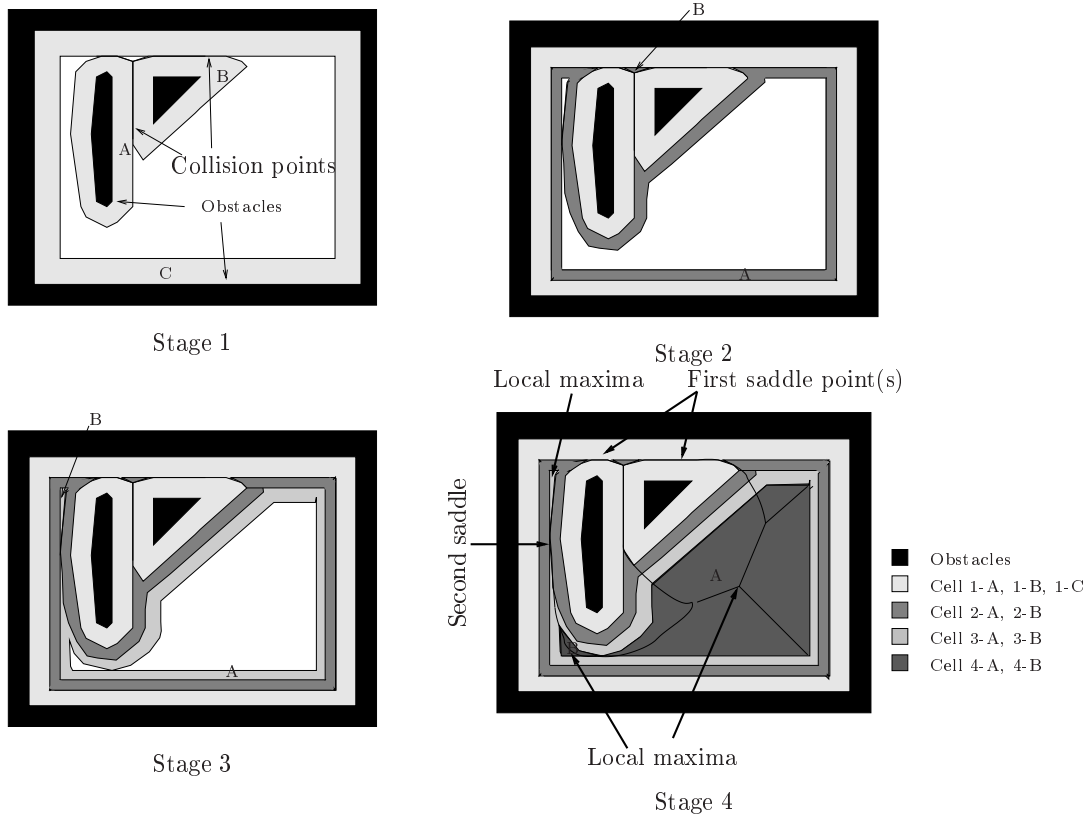 B
A
Collision points
Obstacles
C
Stage 1
B
A
Stage 2
B
A
Stage 3
Local maxima
First saddle point(s)
Second saddle
A
B
Local maxima
Stage 4
Obstacles
Cell 1-A, 1-B, 1-C
Cell 2-A, 2-B
Cell 3-A, 3-B
Cell 4-A, 4-B